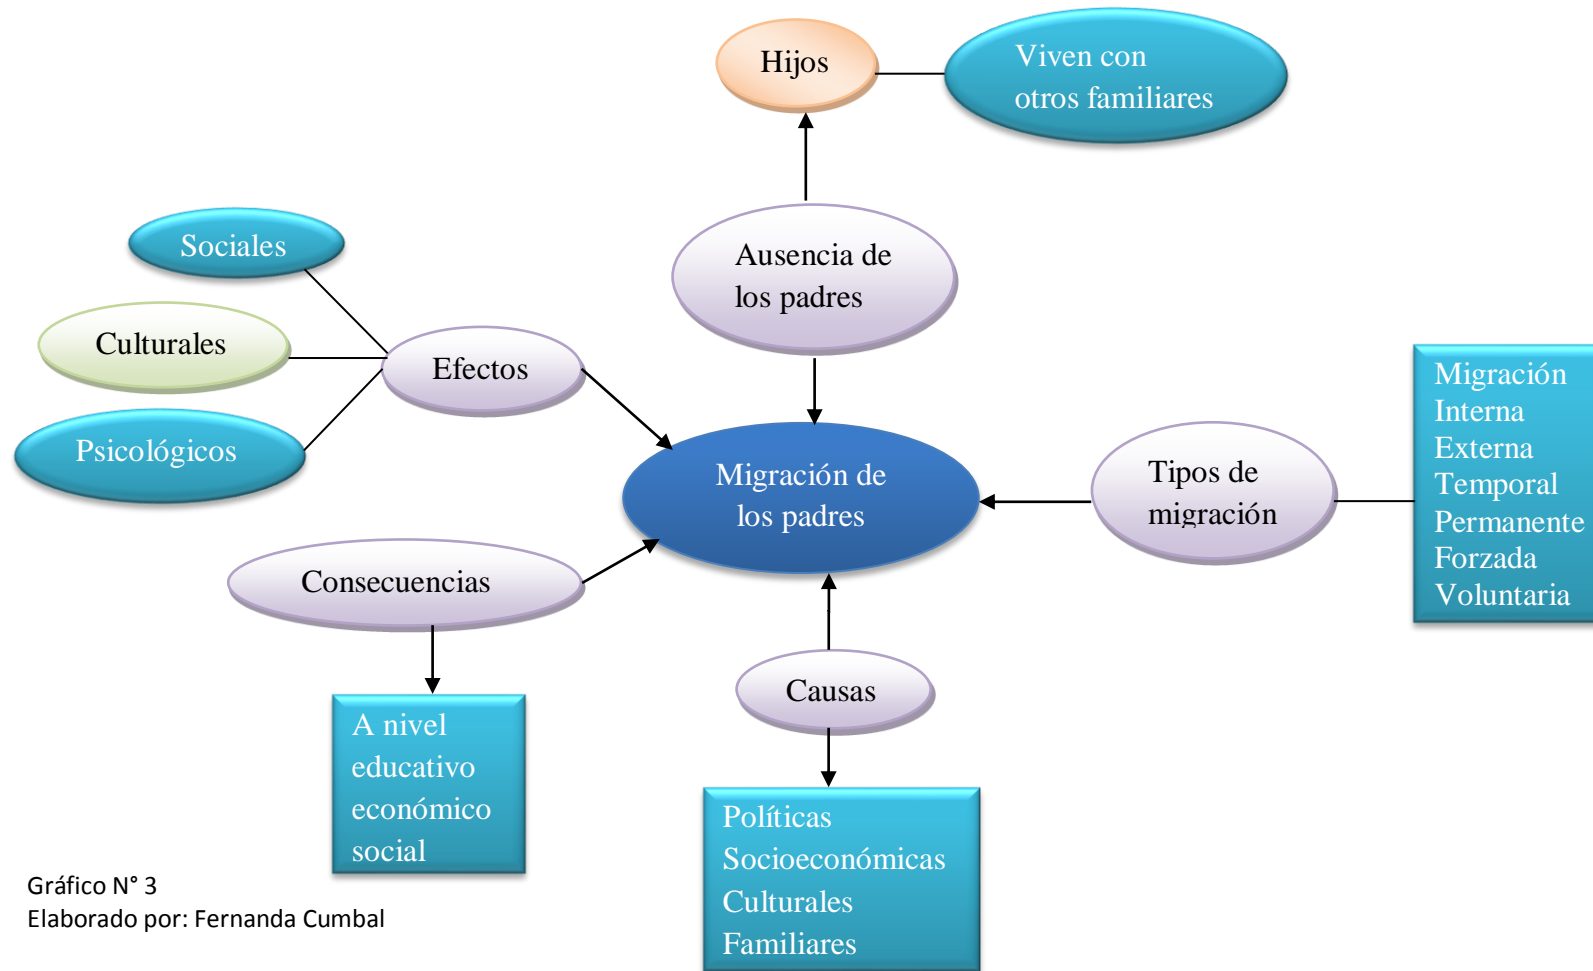 Hijos
Viven con
otros familiares
Ausencia de
los padres
Sociales
Culturales
Psicológicos
Efectos
Migración de
los padres
Tipos de
migración
Migración
Interna
Externa
Temporal
Permanente
Forzada
Voluntaria
Consecuencias
A nivel
educativo
económico
social
Causas
Políticas
Socioeconómicas
Culturales
Familiares
Gráfico N° 3
Elaborado por: Fernanda Cumbal